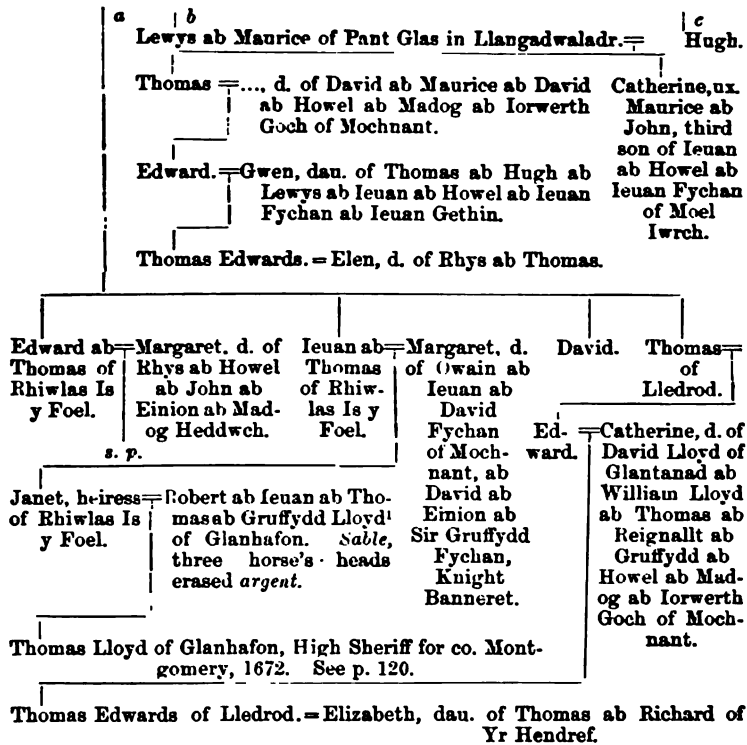 a b c
Lewys ab Maurice of Pant Glas in Llangadwaladr.= Hugh.
Thomas =..., d. of David ab Maurice ab David
ab Howel ab Madog ab Iorwerth
Goch of Mochnant.
Catherine, ux.
Maurice ab
John, third
son of Ieuan
ab Howel ab
Ieuan Fychan
of Moel
Iwrch.
Edward.=Gwen, dau. of Thomas ab Hugh ab
Lewys ab Ieuan ab Howel ab Ieuan
Fychan ab Ieuan Gethin.
Thomas Edwards.=Elen, d. of Rhys ab Thomas.
Edward ab=
Thomas of
Rhiwlas Is
y Foel.
Margaret, d. of
Rhys ab Howel
ab John ab
Einion ab Mad-
og Heddwch.
s. p.
Ieuan ab=
Thomas
of Rhiw-
las Is y
Foel.
Margaret, d.
of Owain ab
Ieuan ab
David
Fychan
of Moch-
nant, ab
David ab
Einion ab
Sir Gruffydd
Fychan,
Knight
Banneret.
David.
Thomas=
of
Lledrod.
Ed-
ward.
=Catherine, d. of
David Lloyd of
Glantanad ab
William Lloyd
ab Thomas ab
Reignallt ab
Gruffydd ab
Howel ab Mad-
og ab Iorwerth
Goch of Moch-
nant.
Janet, heiress=
of Rhiwlas Is
y Foel.
Robert ab Ieuan ab Tho-
mas ab Gruffydd Lloyd¹
of Glanhafon. Sable,
three horse's heads
erased argent.
Thomas Lloyd of Glanhafon, High Sheriff for co. Mont-
gomery, 1672. See p. 120.
Thomas Edwards of Lledrod.=Elizabeth, dau. of Thomas ab Richard of
Yr Hendref.